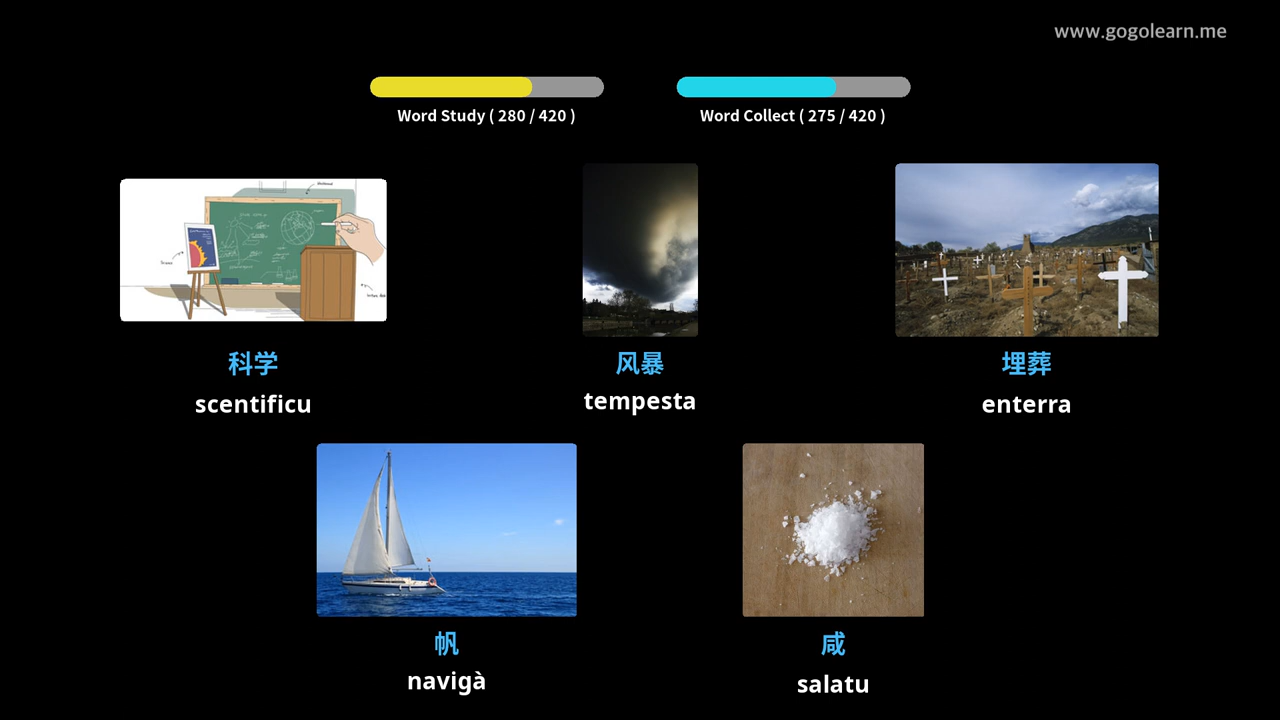 www.gogolearn.me
Word Study ( 280 / 420 )
Word Collect ( 275 / 420 )
科学
scentificu
风暴
tempesta
埋葬
enterra
帆
navigà
咸
salatu